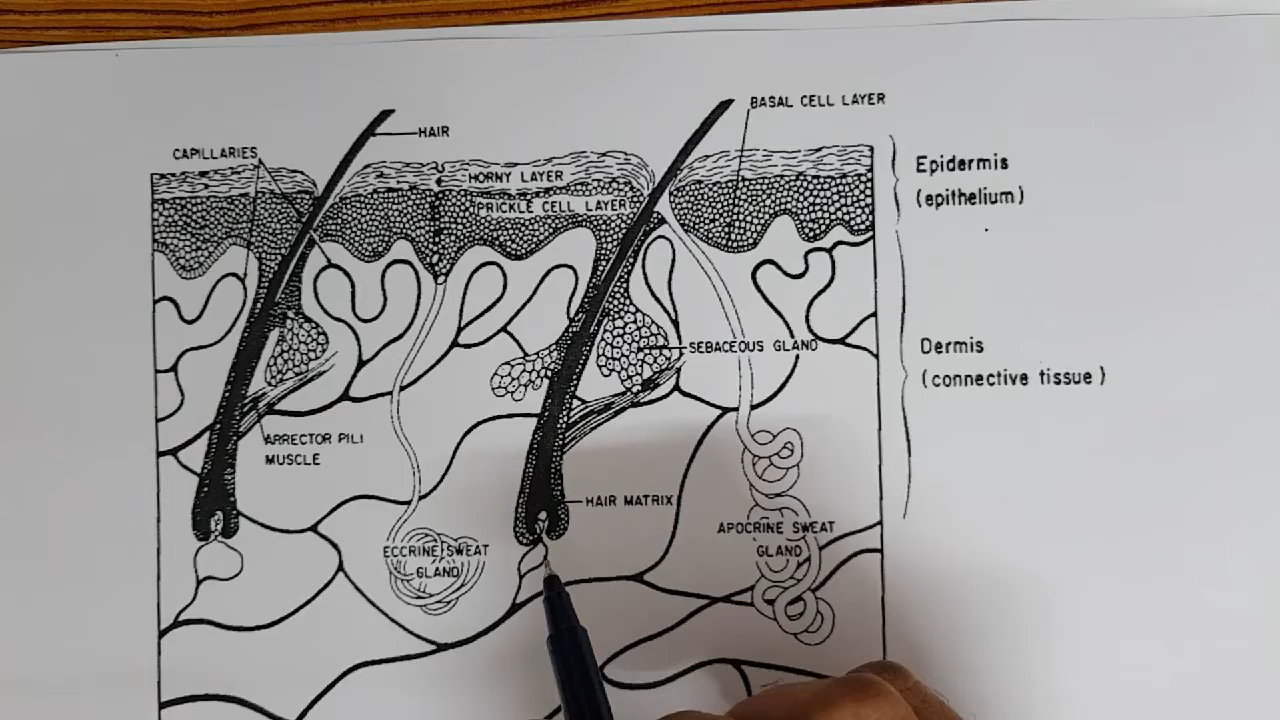 BASAL CELL LAYER
HAIR
CAPILLARIES
HORNY LAYER
PRICKLE CELL LAYER
Epidermis
(epithelium)
SEBACEOUS GLAND
Dermis
(connective tissue)
ARRECTOR PILI
MUSCLE
HAIR MATRIX
APOCRINE SWEAT
GLAND
ECCRINE SWEAT
GLAND